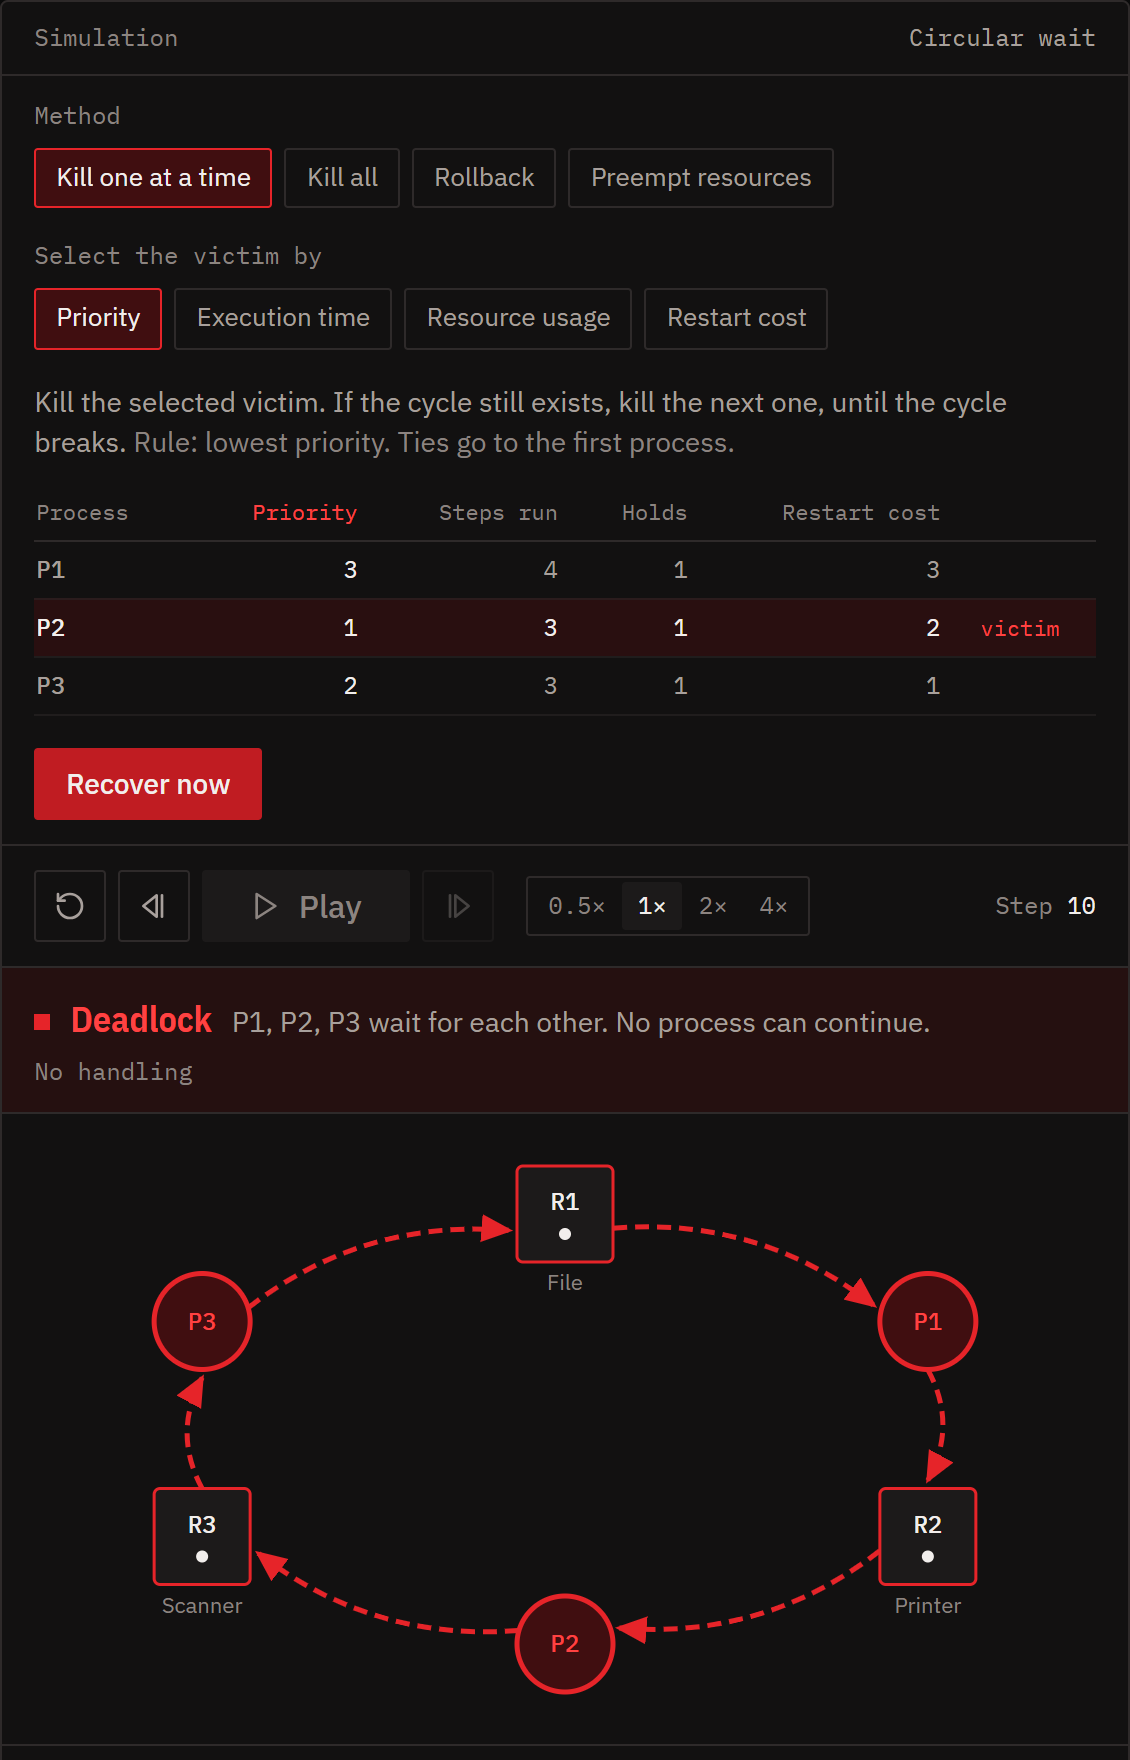 Simulation
Circular wait
Method
Kill one at a time
Kill all
Rollback
Preempt resources
Select the victim by
Priority
Execution time
Resource usage
Restart cost
Kill the selected victim. If the cycle still exists, kill the next one, until the cycle
breaks. Rule: lowest priority. Ties go to the first process.
Process Priority Steps run Holds Restart cost
P1 3 4 1 3
P2 1 3 1 2 victim
P3 2 3 1 1
Recover now
Play
0.5× 1× 2× 4×
Step 10
Deadlock P1, P2, P3 wait for each other. No process can continue.
No handling
R1
File
P3
P1
R3
Scanner
R2
Printer
P2